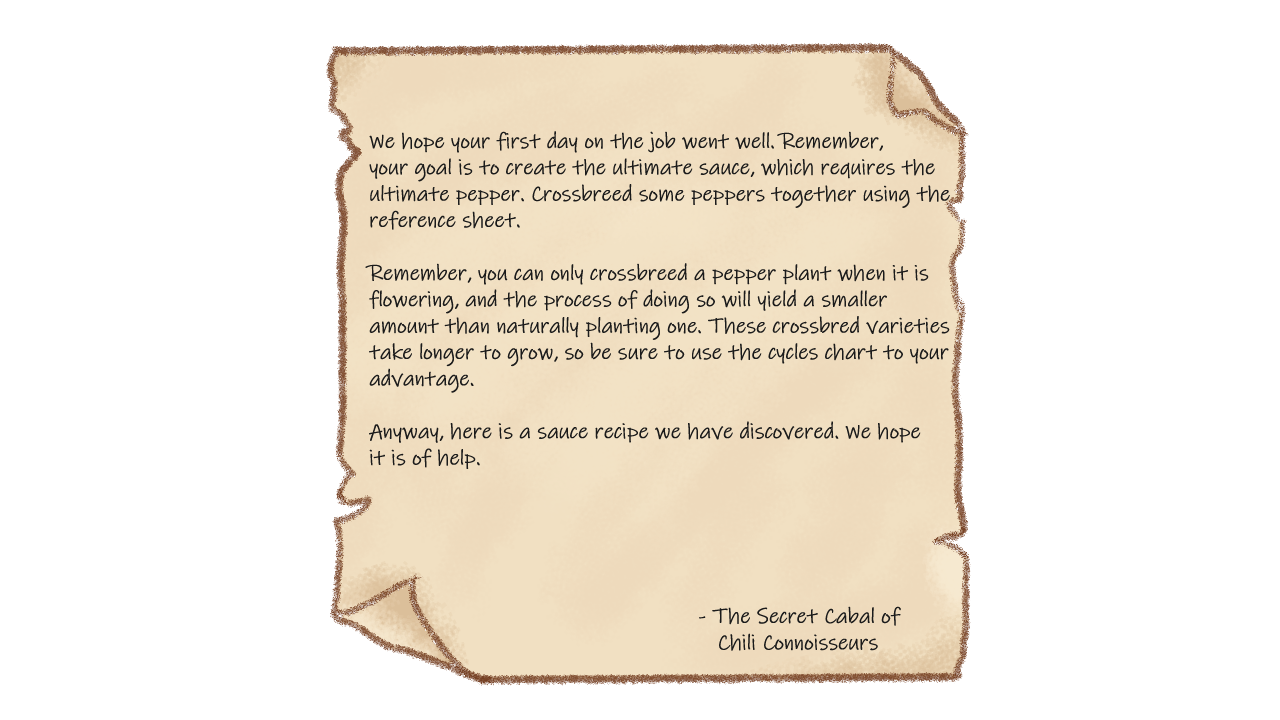 We hope your first day on the job went well. Remember,
your goal is to create the ultimate sauce, which requires the
ultimate pepper. Crossbreed some peppers together using the
reference sheet.
Remember, you can only crossbreed a pepper plant when it is
flowering, and the process of doing so will yield a smaller
amount than naturally planting one. These crossbred varieties
take longer to grow, so be sure to use the cycles chart to your
advantage.
Anyway, here is a sauce recipe we have discovered. We hope
it is of help.
- The Secret Cabal of
Chili Connoisseurs